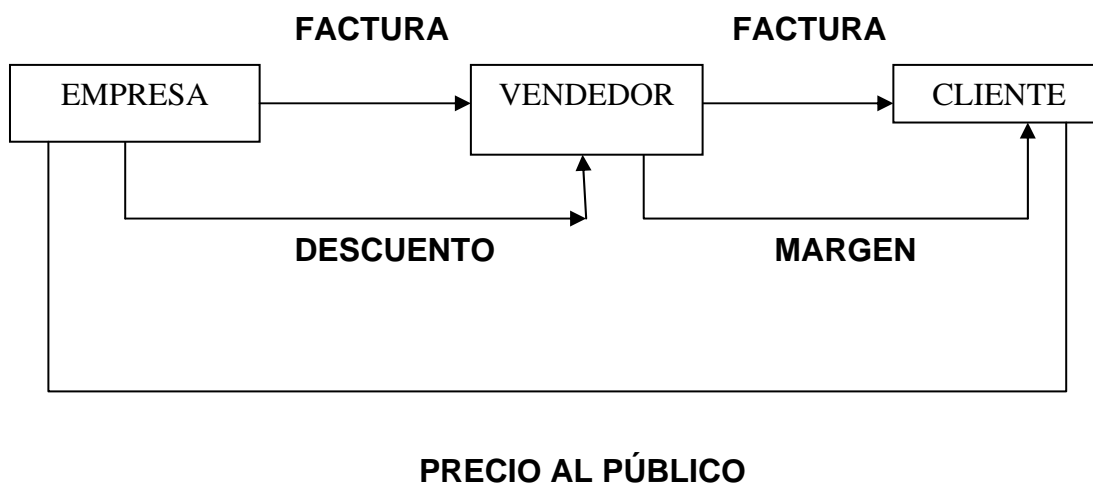 FACTURA FACTURA
EMPRESA VENDEDOR CLIENTE
DESCUENTO MARGEN
PRECIO AL PÚBLICO